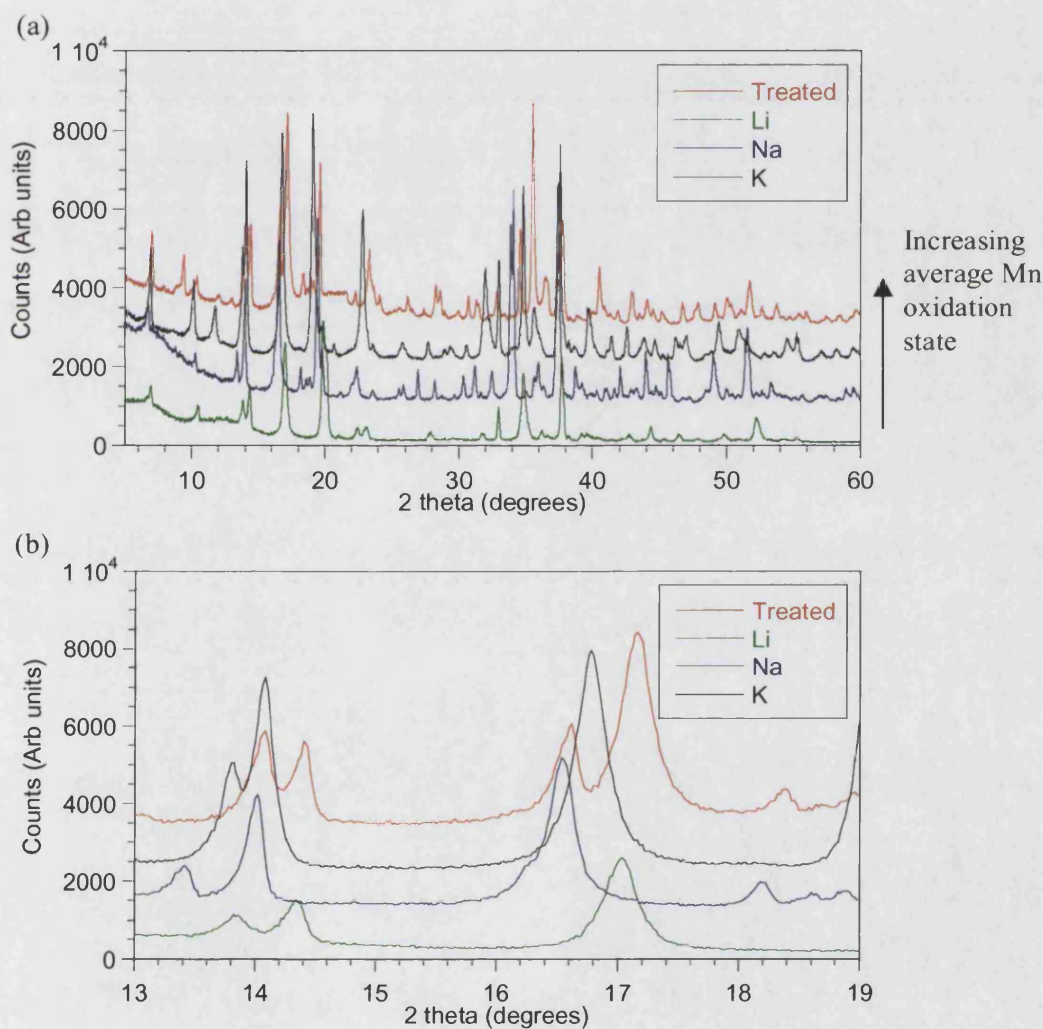 (a)
1 10⁴
8000
6000
4000
2000
0
Counts (Arb units)
Treated
Li
Na
K
10
20
30
40
50
60
2 theta (degrees)
Increasing
average Mn
oxidation
state
(b)
1 10⁴
8000
6000
4000
2000
0
Counts (Arb units)
Treated
Li
Na
K
13
14
15
16
17
18
19
2 theta (degrees)